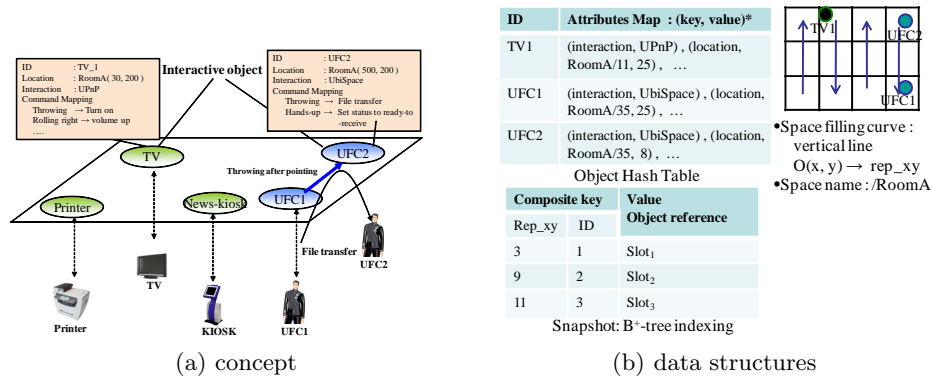 ID : TV_1
Location : RoomA( 30, 200 )
Interaction : UPnP
Command Mapping
Throwing → Turn on
Rolling right → volume up
....
Interactive object
ID : UFC2
Location : RoomA( 500, 200 )
Interaction : UbiSpace
Command Mapping
Throwing → File transfer
Hands-up → Set status to ready-to
-receive
TV
UFC2
Throwing after pointing
Printer
News-kiosk
UFC1
File transfer
UFC2
TV
Printer
KIOSK
UFC1
(a) concept
ID Attributes Map : (key, value)*
TV1 (interaction, UPnP) , (location,
RoomA/11, 25) , …
UFC1 (interaction, UbiSpace) , (location,
RoomA/35, 25) , …
UFC2 (interaction, UbiSpace) , (location,
RoomA/35, 8) , …
Object Hash Table
Composite key Value
Object reference
Rep_xy ID
3 1 Slot₁
9 2 Slot₂
11 3 Slot₃
Snapshot: B⁺-tree indexing
TV1
UFC2
UFC1
•Space filling curve :
vertical line
O(x, y) → rep_xy
•Space name : /RoomA
(b) data structures